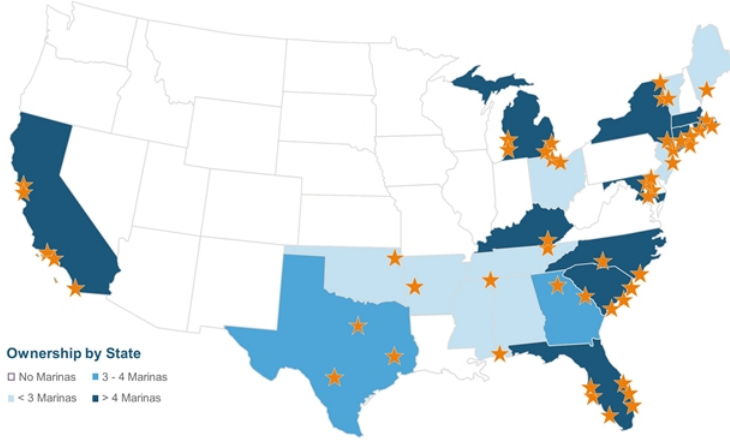 Ownership by State
No Marinas 3 - 4 Marinas
< 3 Marinas > 4 Marinas